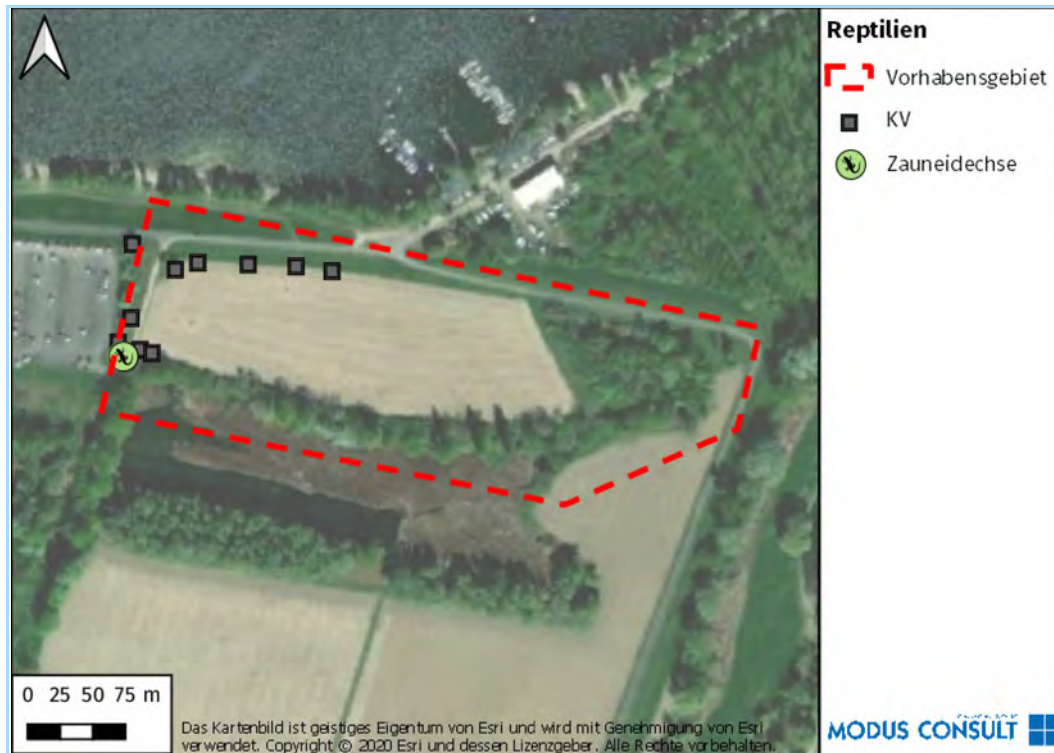 Reptilien
Vorhabensgebiet
KV
Zauneidechse
0 25 50 75 m
Das Kartenbild ist geistiges Eigentum von Esri und wird mit Genehmigung von Esri
verwendet. Copyright © 2020 Esri und dessen Lizenzgeber. Alle Rechte vorbehalten.
MODUS CONSULT